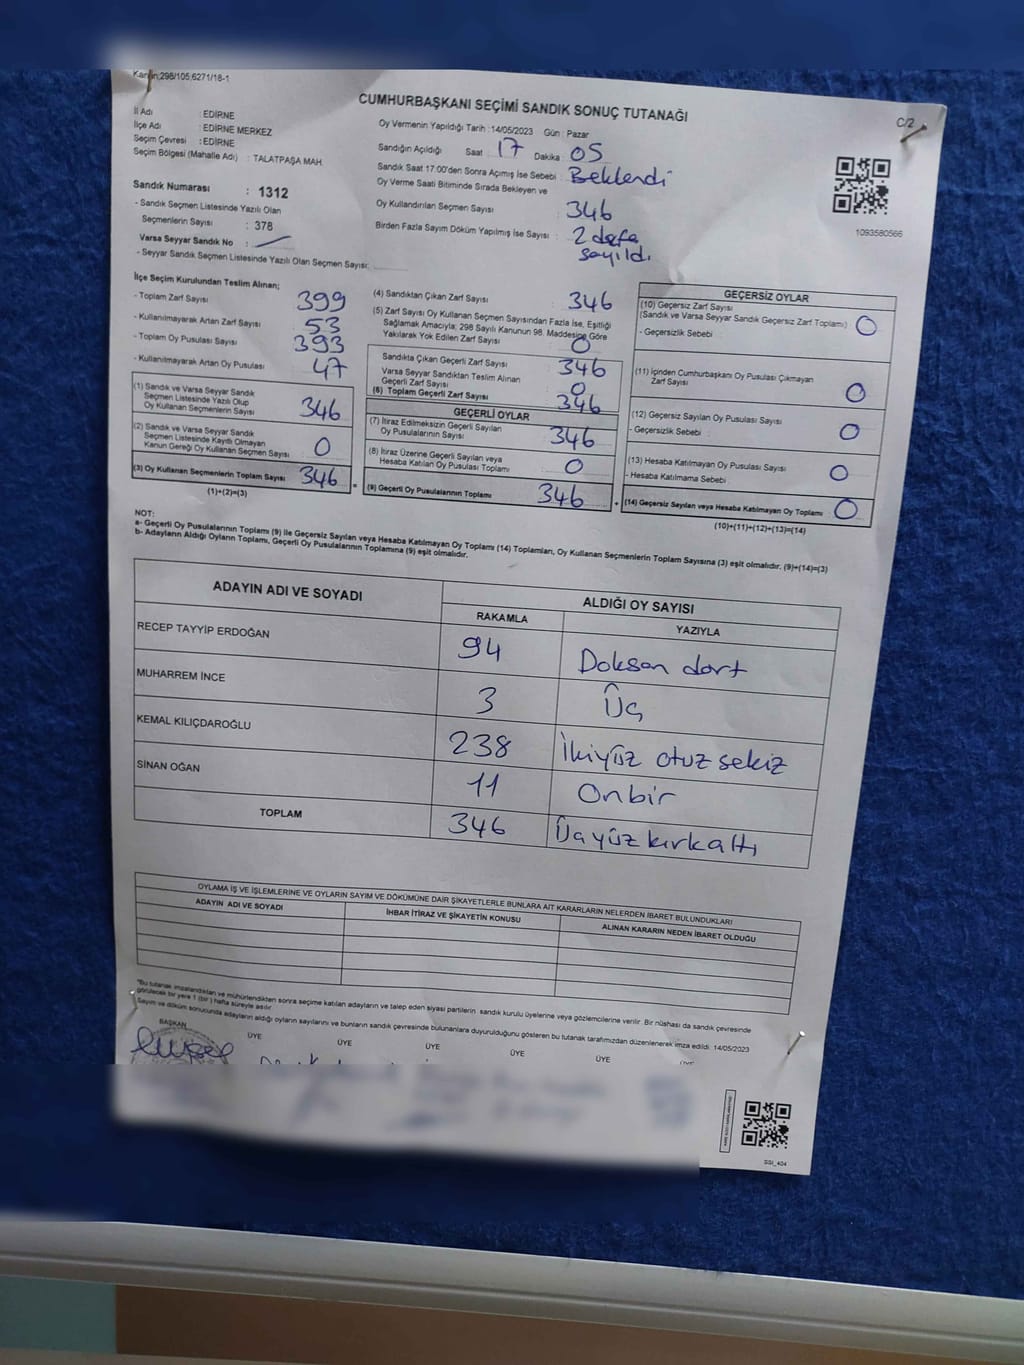 Kanun:298/105,6271/18-1
CUMHURBAŞKANI SEÇİMİ SANDIK SONUÇ TUTANAĞI
C/2
İl Adı : EDİRNE
İlçe Adı : EDİRNE MERKEZ
Seçim Çevresi : EDİRNE
Seçim Bölgesi (Mahalle Adı) : TALATPAŞA MAH.
Sandık Numarası : 1312
- Sandık Seçmen Listesinde Yazılı Olan
Seçmenlerin Sayısı : 378
Varsa Seyyar Sandık No :
- Seyyar Sandık Seçmen Listesinde Yazılı Olan Seçmen Sayısı:
Oy Vermenin Yapıldığı Tarih :14/05/2023 Gün : Pazar
Sandığın Açıldığı Saat 17 Dakika : 05
Sandık Saat 17.00'den Sonra Açımış İse Sebebi : Beklendi
Oy Verme Saati Bitiminde Sırada Bekleyen ve
Oy Kullandırılan Seçmen Sayısı : 346
Birden Fazla Sayım Döküm Yapılmış İse Sayısı : 2 defa
sayıldı
1093580566
İlçe Seçim Kurulundan Teslim Alınan;
- Toplam Zarf Sayısı : 399
- Kullanılmayarak Artan Zarf Sayısı : 53
- Toplam Oy Pusulası Sayısı : 393
- Kullanılmayarak Artan Oy Pusulası : 47
(1) Sandık ve Varsa Seyyar Sandık
Seçmen Listesinde Yazılı Olup
Oy Kullanan Seçmenlerin Sayısı : 346
(2) Sandık ve Varsa Seyyar Sandık
Seçmen Listesinde Kayıtlı Olmayan
Kanun Gereği Oy Kullanan Seçmen Sayısı : 0
(3) Oy Kullanan Seçmenlerin Toplam Sayısı : 346
(1)+(2)=(3)
=
(4) Sandıktan Çıkan Zarf Sayısı : 346
(5) Zarf Sayısı Oy Kullanan Seçmen Sayısından Fazla İse, Eşitliği
Sağlamak Amacıyla; 298 Sayılı Kanunun 98. Maddesine Göre
Yakılarak Yok Edilen Zarf Sayısı : 0
Sandıkta Çıkan Geçerli Zarf Sayısı : 346
Varsa Seyyar Sandıktan Teslim Alınan
Geçerli Zarf Sayısı : 0
(6) Toplam Geçerli Zarf Sayısı : 346
GEÇERLİ OYLAR
(7) İtiraz Edilmeksizin Geçerli Sayılan
Oy Pusulalarının Sayısı : 346
(8) İtiraz Üzerine Geçerli Sayılan veya
Hesaba Katılan Oy Pusulası Toplamı : 0
(9) Geçerli Oy Pusulalarının Toplamı : 346
+
GEÇERSİZ OYLAR
(10) Geçersiz Zarf Sayısı
(Sandık ve Varsa Seyyar Sandık Geçersiz Zarf Toplamı) : 0
- Geçersizlik Sebebi :
(11) İçinden Cumhurbaşkanı Oy Pusulası Çıkmayan
Zarf Sayısı : 0
(12) Geçersiz Sayılan Oy Pusulası Sayısı : 0
- Geçersizlik Sebebi :
(13) Hesaba Katılmayan Oy Pusulası Sayısı : 0
- Hesaba Katılmama Sebebi :
(14) Geçersiz Sayılan veya Hesaba Katılmayan Oy Toplamı : 0
(10)+(11)+(12)+(13)=(14)
NOT:
a- Geçerli Oy Pusulalarının Toplamı (9) ile Geçersiz Sayılan veya Hesaba Katılmayan Oy Toplamı (14) Toplamları, Oy Kullanan Seçmenlerin Toplam Sayısına (3) eşit olmalıdır. (9)+(14)=(3)
b- Adayların Aldığı Oyların Toplamı, Geçerli Oy Pusulalarının Toplamına (9) eşit olmalıdır.
ADAYIN ADI VE SOYADI
ALDIĞI OY SAYISI
RAKAMLA YAZIYLA
RECEP TAYYİP ERDOĞAN 94 Doksan dört
MUHARREM İNCE 3 Üç
KEMAL KILIÇDAROĞLU 238 İkiyüz otuz sekiz
SİNAN OĞAN 11 Onbir
TOPLAM 346 Üçyüz kırkaltı
OYLAMA İŞ VE İŞLEMLERİNE VE OYLARIN SAYIM VE DÖKÜMÜNE DAİR ŞİKAYETLERLE BUNLARA AİT KARARLARIN NELERDEN İBARET BULUNDUKLARI
ADAYIN ADI VE SOYADI İHBAR İTİRAZ VE ŞİKAYETİN KONUSU ALINAN KARARIN NEDEN İBARET OLDUĞU
*Bu tutanak imzalandıktan ve mühürlendikten sonra seçime katılan adayların ve talep eden siyasi partilerin sandık kurulu üyelerine veya gözlemcilerine verilir. Bir nüshası da sandık çevresinde
görülecek bir yere 1 (bir) hafta süreyle asılır.
Sayım ve döküm sonucunda adayların aldığı oyların sayılarını ve bunların sandık çevresinde bulunanlara duyurulduğunu gösteren bu tutanak tarafımızdan düzenlenerek imza edildi. 14/05/2023
BAŞKAN ÜYE ÜYE ÜYE ÜYE ÜYE ÜYE
SSI_404